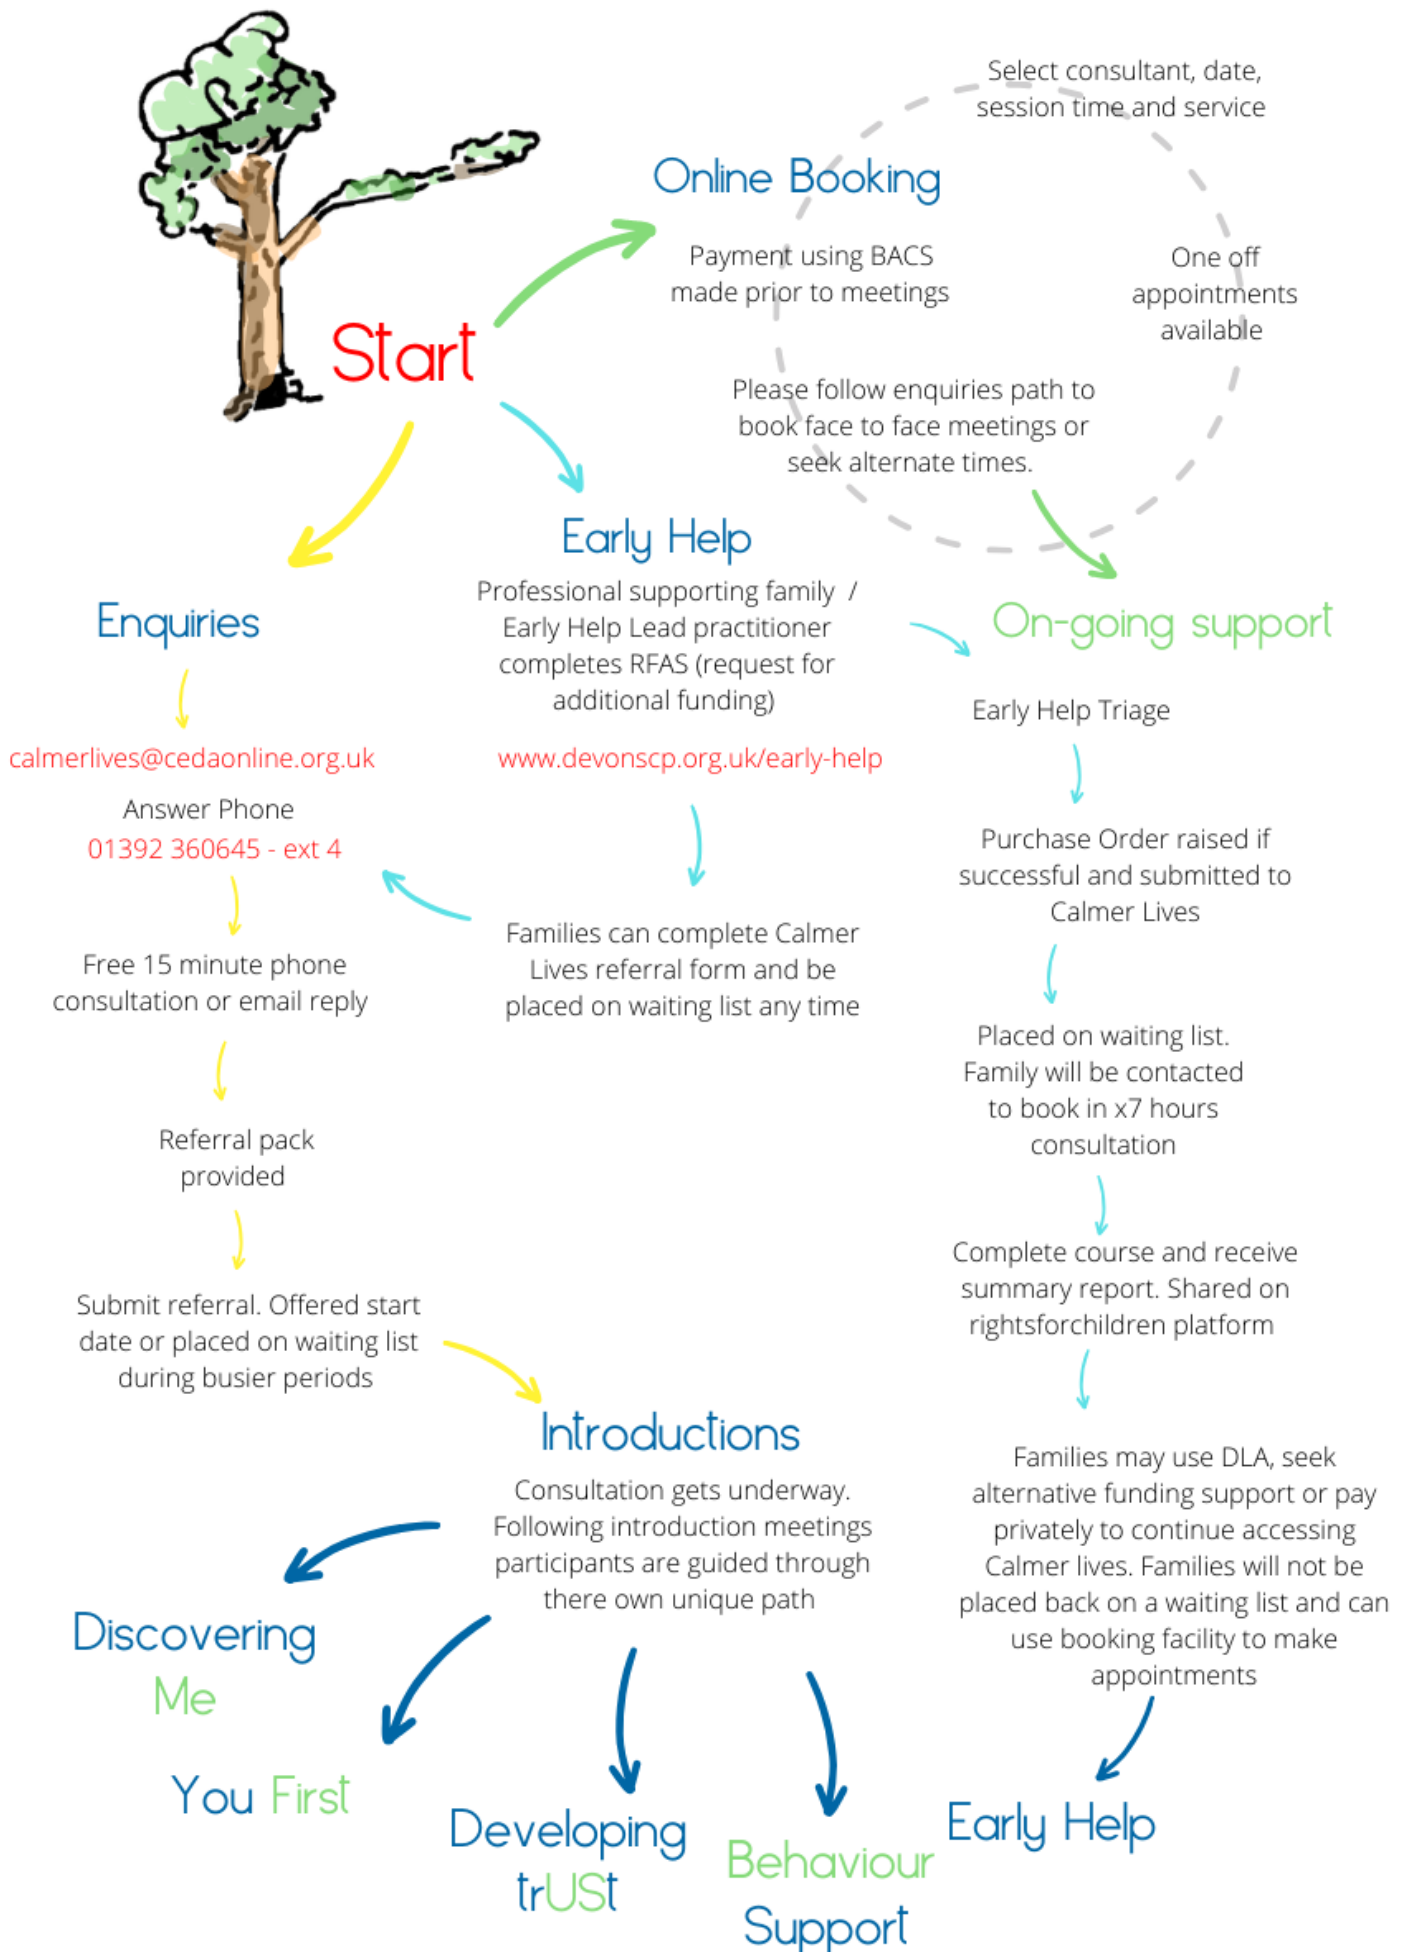 Select consultant, date,
session time and service
Online Booking
Payment using BACS
made prior to meetings
One off
appointments
available
Start
Please follow enquiries path to
book face to face meetings or
seek alternate times.
Early Help
Professional supporting family /
Early Help Lead practitioner
completes RFAS (request for
additional funding)
www.devonscp.org.uk/early-help
Families can complete Calmer
Lives referral form and be
placed on waiting list any time
Enquiries
calmerlives@cedaonline.org.uk
Answer Phone
01392 360645 - ext 4
Free 15 minute phone
consultation or email reply
Referral pack
provided
Submit referral. Offered start
date or placed on waiting list
during busier periods
On-going support
Early Help Triage
Purchase Order raised if
successful and submitted to
Calmer Lives
Placed on waiting list.
Family will be contacted
to book in x7 hours
consultation
Complete course and receive
summary report. Shared on
rightsforchildren platform
Families may use DLA, seek
alternative funding support or pay
privately to continue accessing
Calmer lives. Families will not be
placed back on a waiting list and can
use booking facility to make
appointments
Introductions
Consultation gets underway.
Following introduction meetings
participants are guided through
there own unique path
Discovering
Me
You First
Developing
trUSt
Behaviour
Support
Early Help